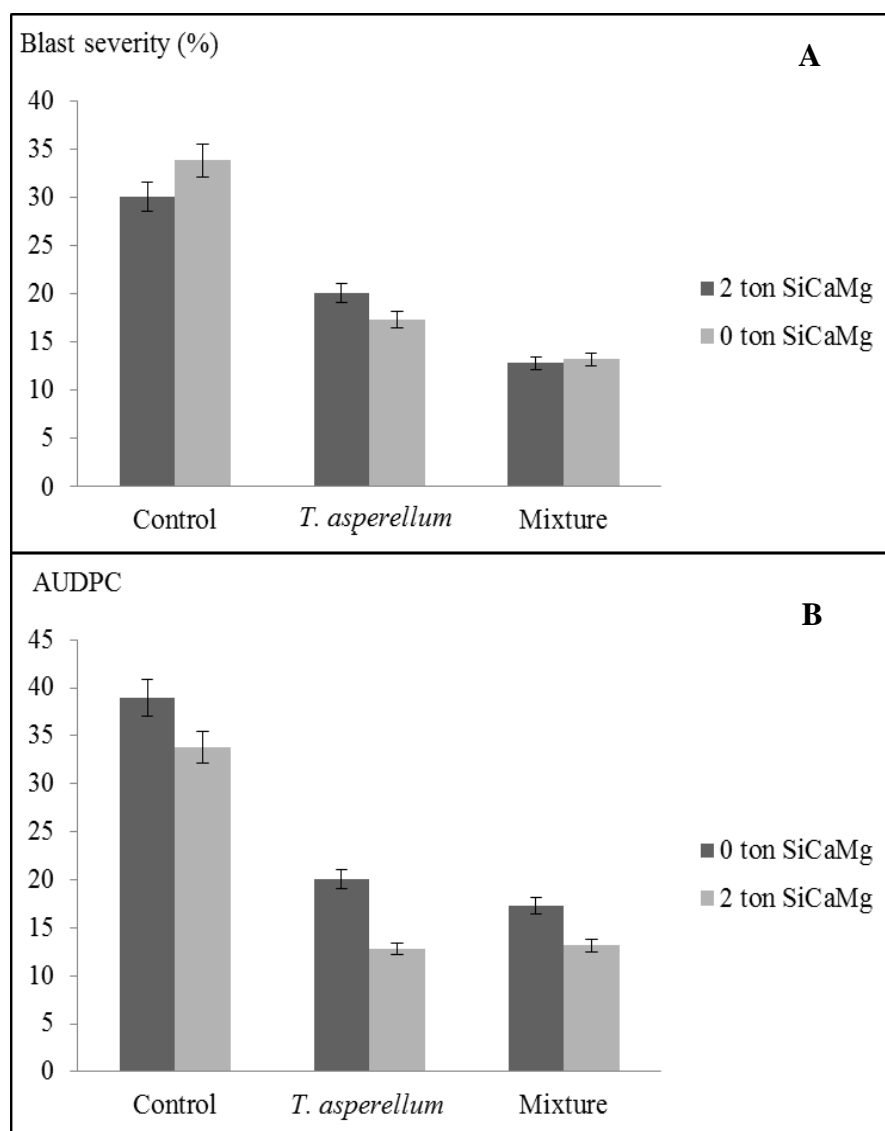 Blast severity (%)
A
40
35
30
25
20
15
10
5
0
Control
T. asperellum
Mixture
2 ton SiCaMg
0 ton SiCaMg
AUDPC
B
45
40
35
30
25
20
15
10
5
0
Control
T. asperellum
Mixture
0 ton SiCaMg
2 ton SiCaMg